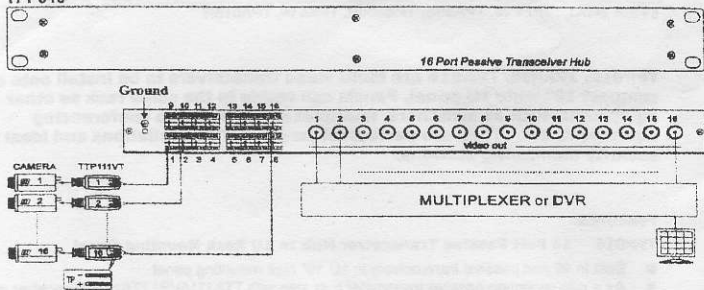 16 Port Passive Transceiver Hub
Ground
9 10 11 12 13 14 15 16
1 2 3 4 5 6 7 8
1 2 3 4 5 6 7 8 9 10 11 12 13 14 15 16
video out
CAMERA TTP111VT
1 1
2 2
16 16
MULTIPLEXER or DVR
TP - +